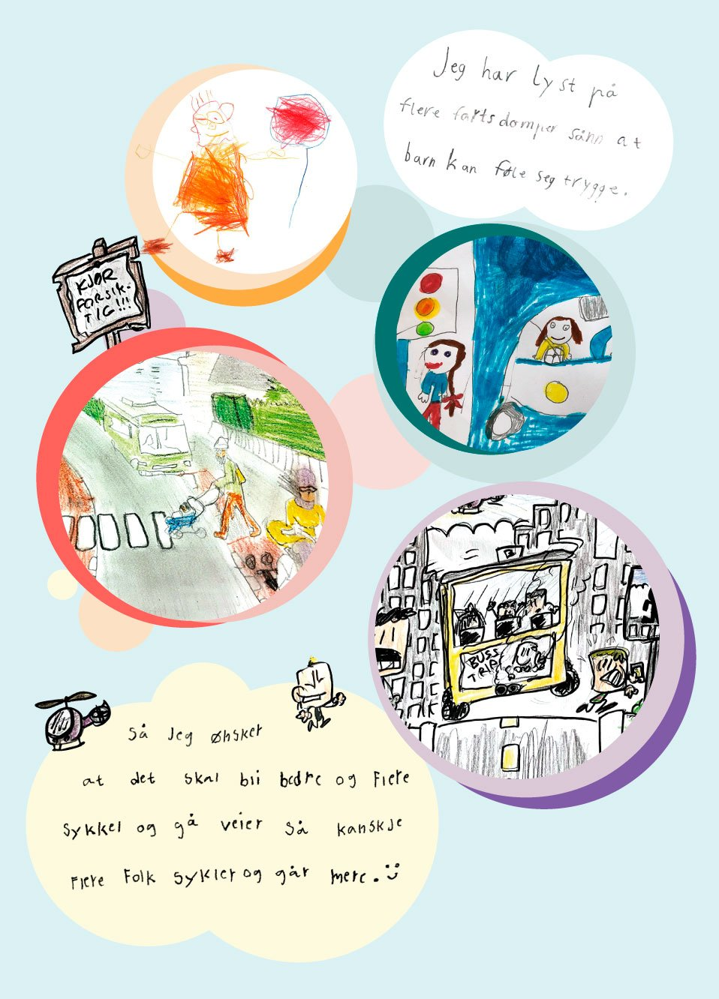 Jeg har lyst på
flere fartsdomper sånn at
barn kan føle seg trygge.
KJØR
FORSIK-
TIG!!!
BUSS
TRIP
Så Jeg Ønsker
at det skal bli bedre og Flere
Sykkel og gå veier så kanskje
Flere Folk sykler og går mere. :)